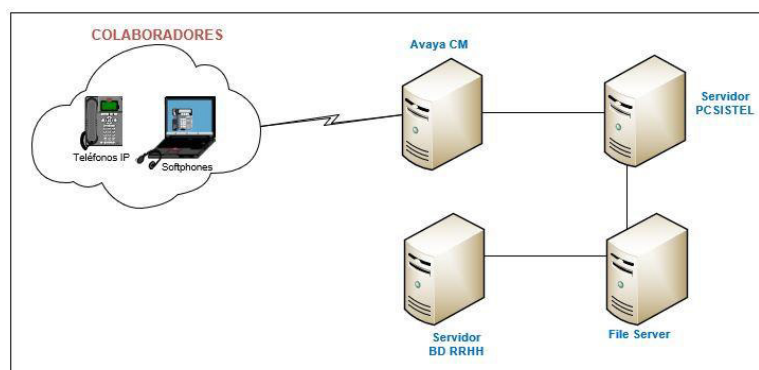 COLABORADORES
Teléfonos IP
Softphones
Avaya CM
Servidor
PCSISTEL
Servidor
BD RRHH
File Server